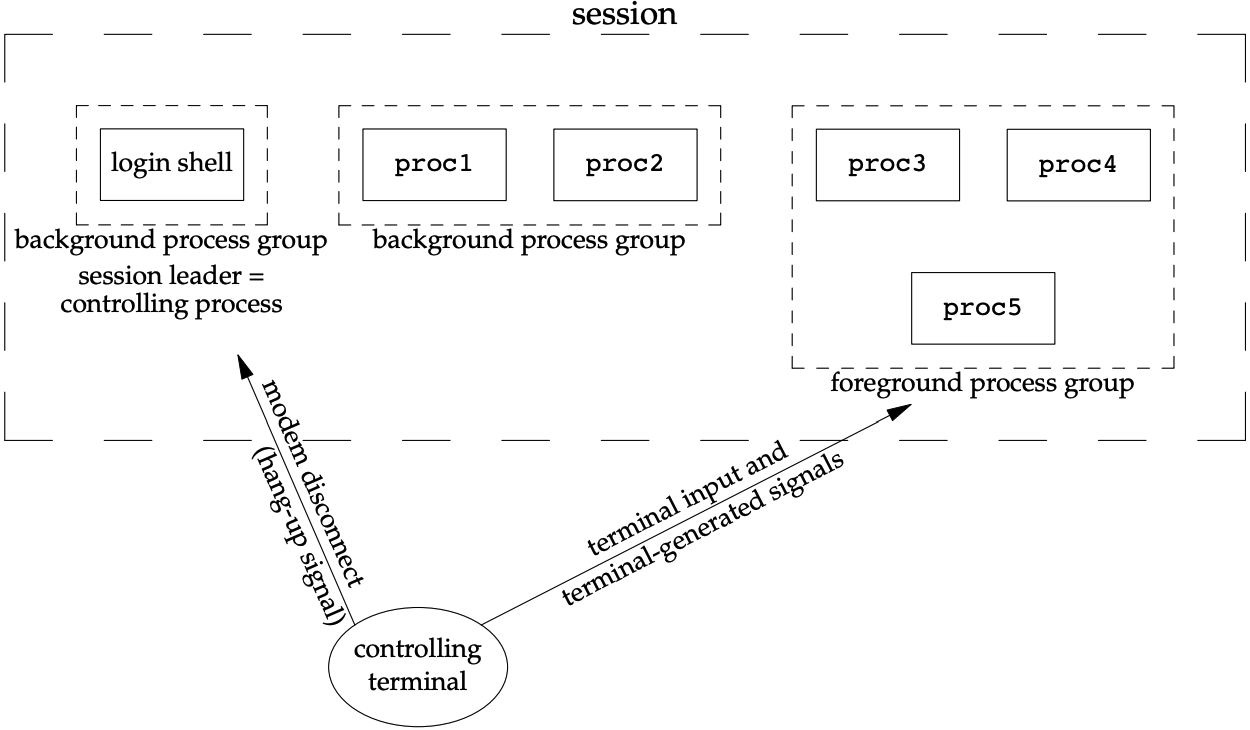 session
login shell
proc1
proc2
proc3
proc4
background process group
session leader =
controlling process
background process group
proc5
foreground process group
modem disconnect
(hang-up signal)
terminal input and
terminal-generated signals
controlling
terminal